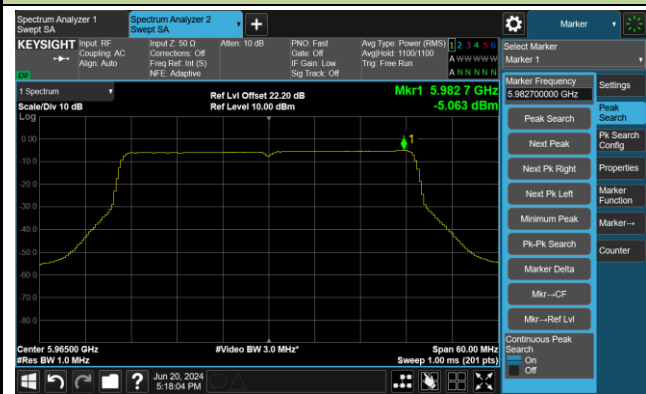 Spectrum Analyzer 1
Swept SA
Spectrum Analyzer 2
Swept SA
Marker
KEYSIGHT
Input: RF
Coupling: AC
Align: Auto
Input Z: 50 Ω
Corrections: Off
Freq Ref: Int (S)
NFE: Adaptive
Atten: 10 dB
PNO: Fast
Gate: Off
IF Gain: Low
Sig Track: Off
Avg Type: Power (RMS)
Avg|Hold: 1100/1100
Trig: Free Run
1 2 3 4 5 6
A W W W W W
A N N N N N
Select Marker
Marker 1
1 Spectrum
Scale/Div 10 dB
Log
Ref Lvl Offset 22.20 dB
Ref Level 10.00 dBm
Mkr1 5.982 7 GHz
-5.063 dBm
1
0.00
-10.0
-20.0
-30.0
-40.0
-50.0
-60.0
-70.0
-80.0
Center 5.96500 GHz
#Res BW 1.0 MHz
#Video BW 3.0 MHz*
Span 60.00 MHz
Sweep 1.00 ms (201 pts)
Marker Frequency
5.982700000 GHz
Peak Search
Next Peak
Next Pk Right
Next Pk Left
Minimum Peak
Pk-Pk Search
Marker Delta
Mkr→CF
Mkr→Ref Lvl
Continuous Peak
Search
On
Off
Settings
Peak
Search
Pk Search
Config
Properties
Marker
Function
Marker→
Counter
Jun 20, 2024
5:18:04 PM